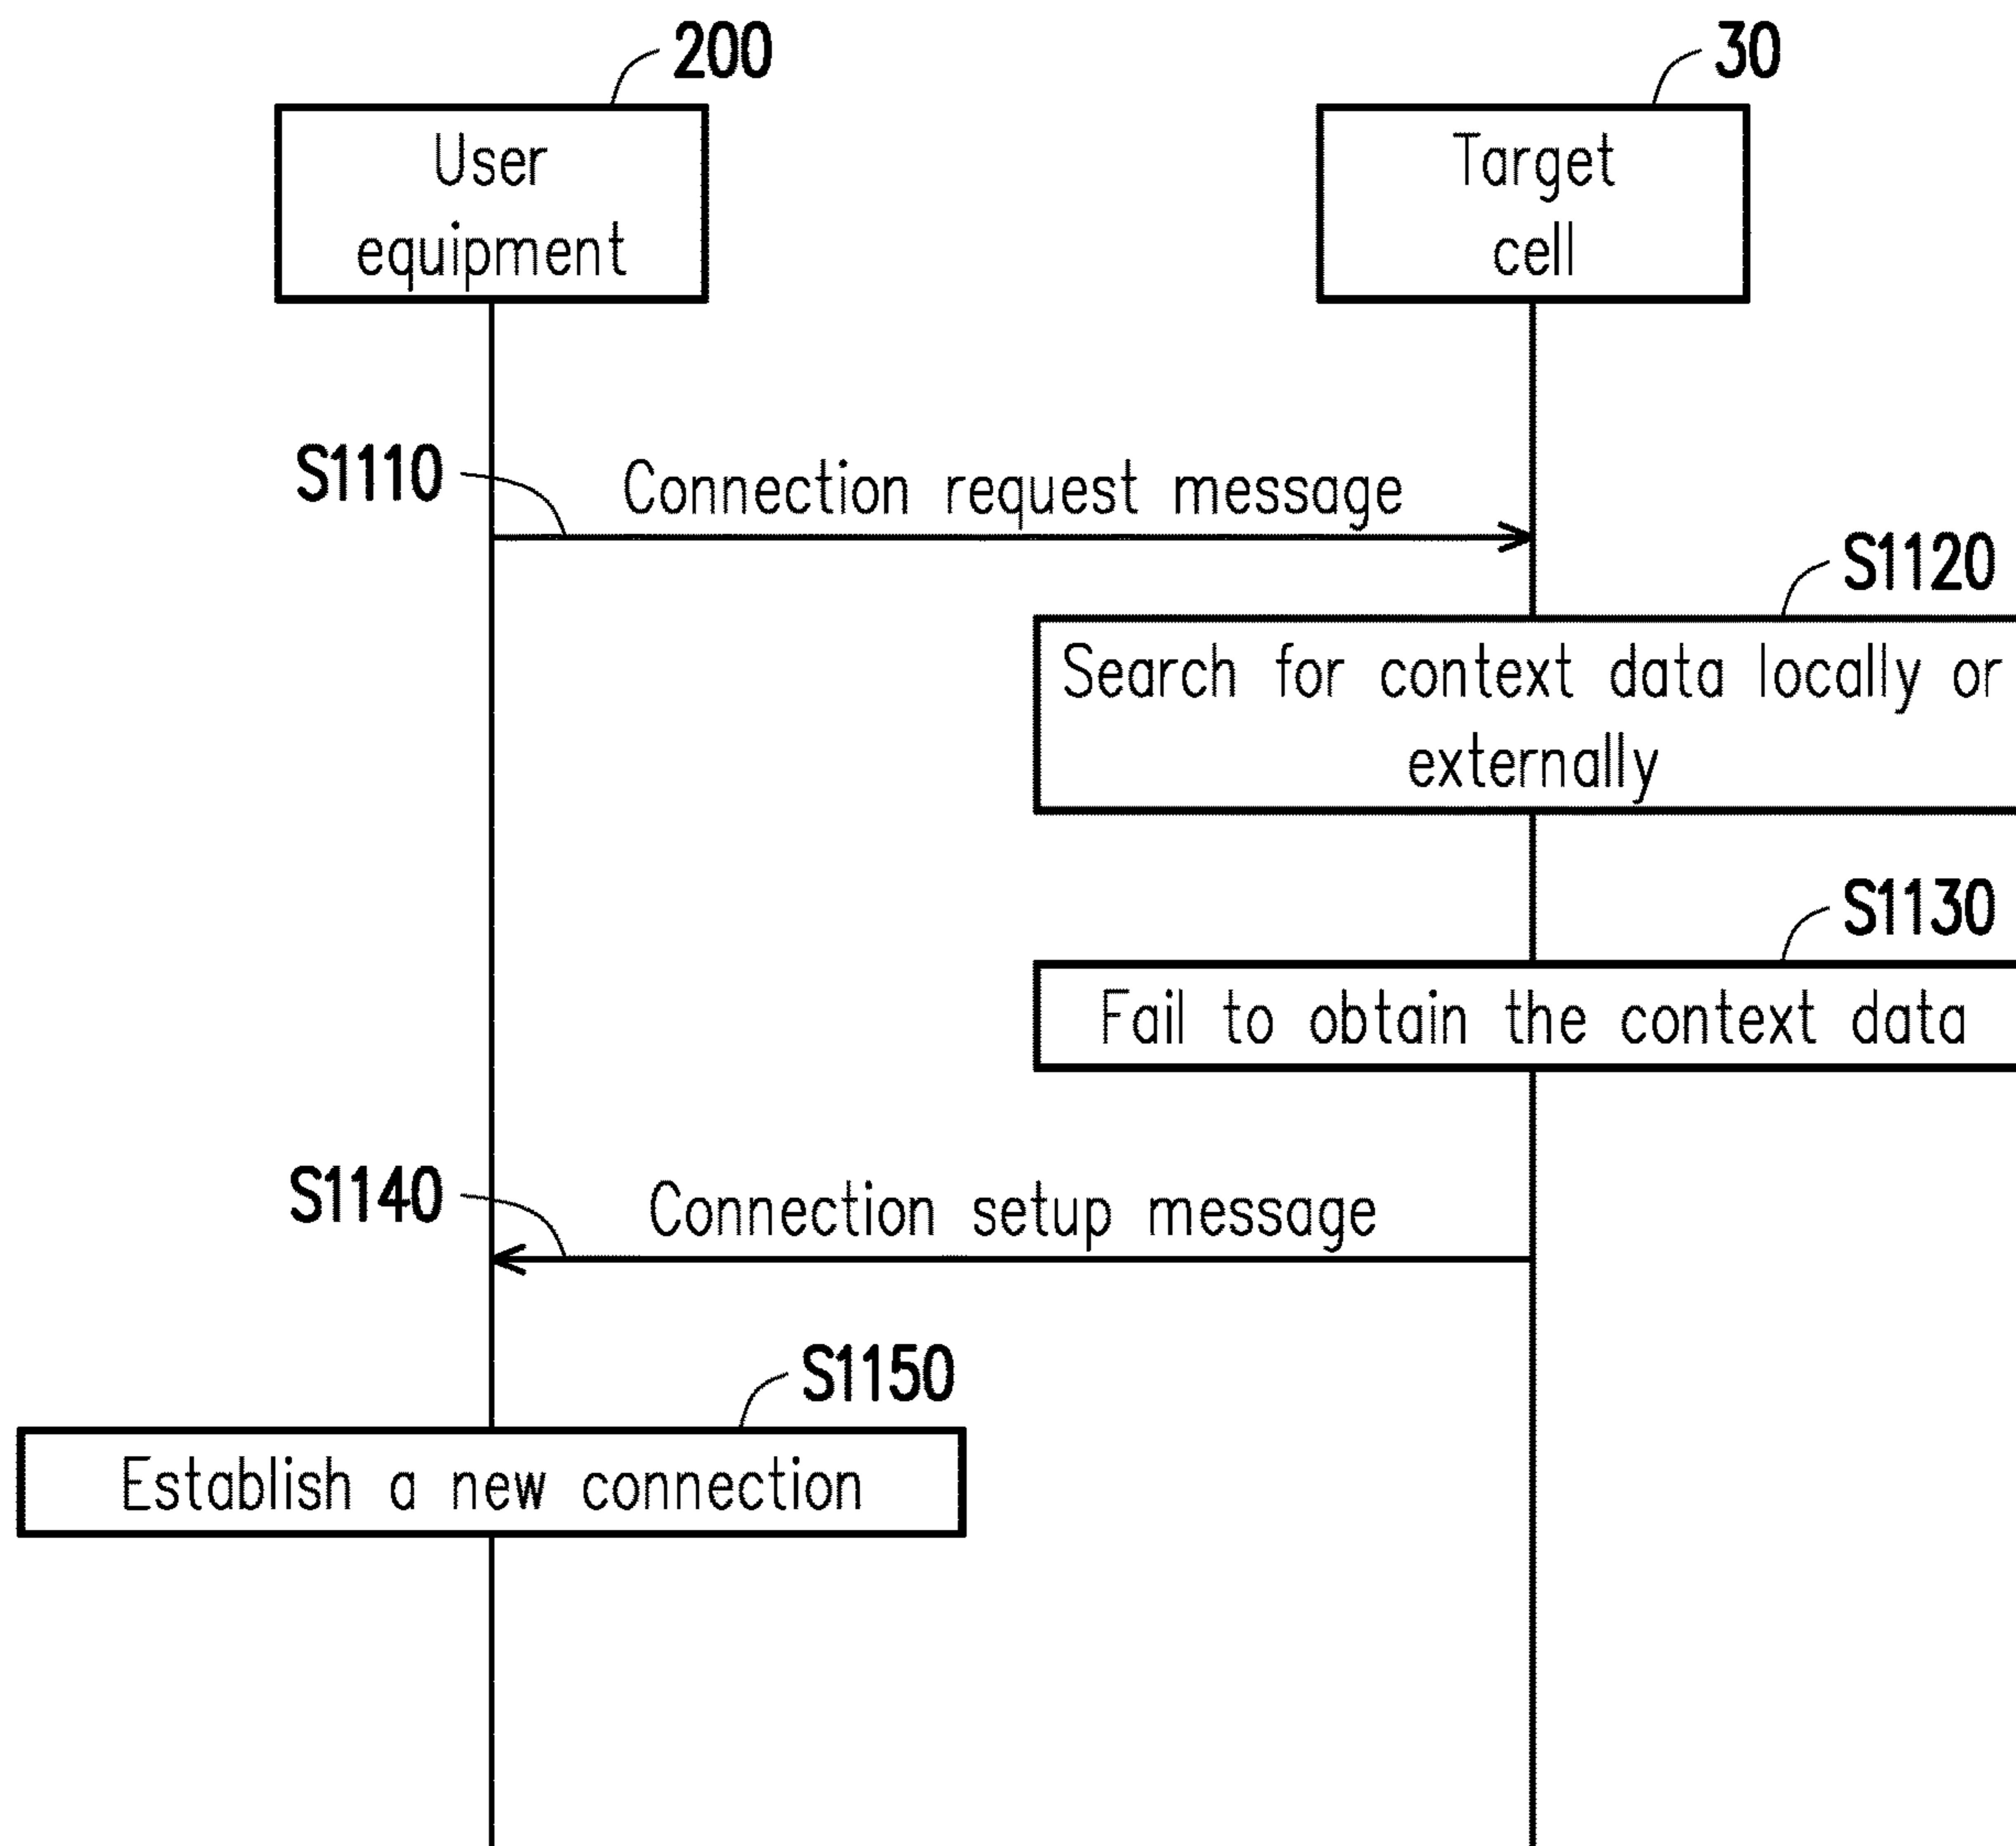 200
30
User
equipment
Target
cell
S1110
Connection request message
S1120
Search for context data locally or
externally
S1130
Fail to obtain the context data
S1140
Connection setup message
S1150
Establish a new connection